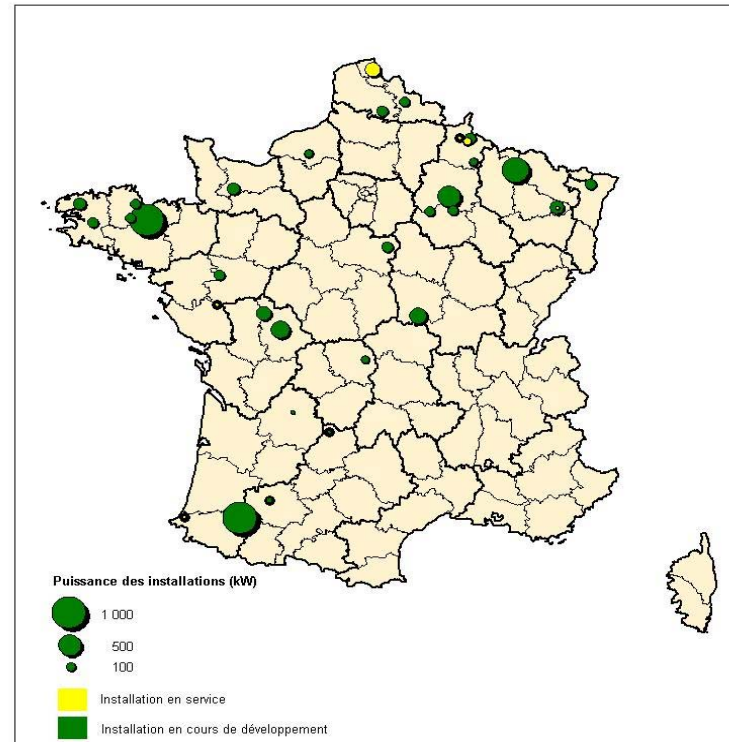 Puissance des installations (kW)
1 000
500
100
Installation en service
Installation en cours de développement